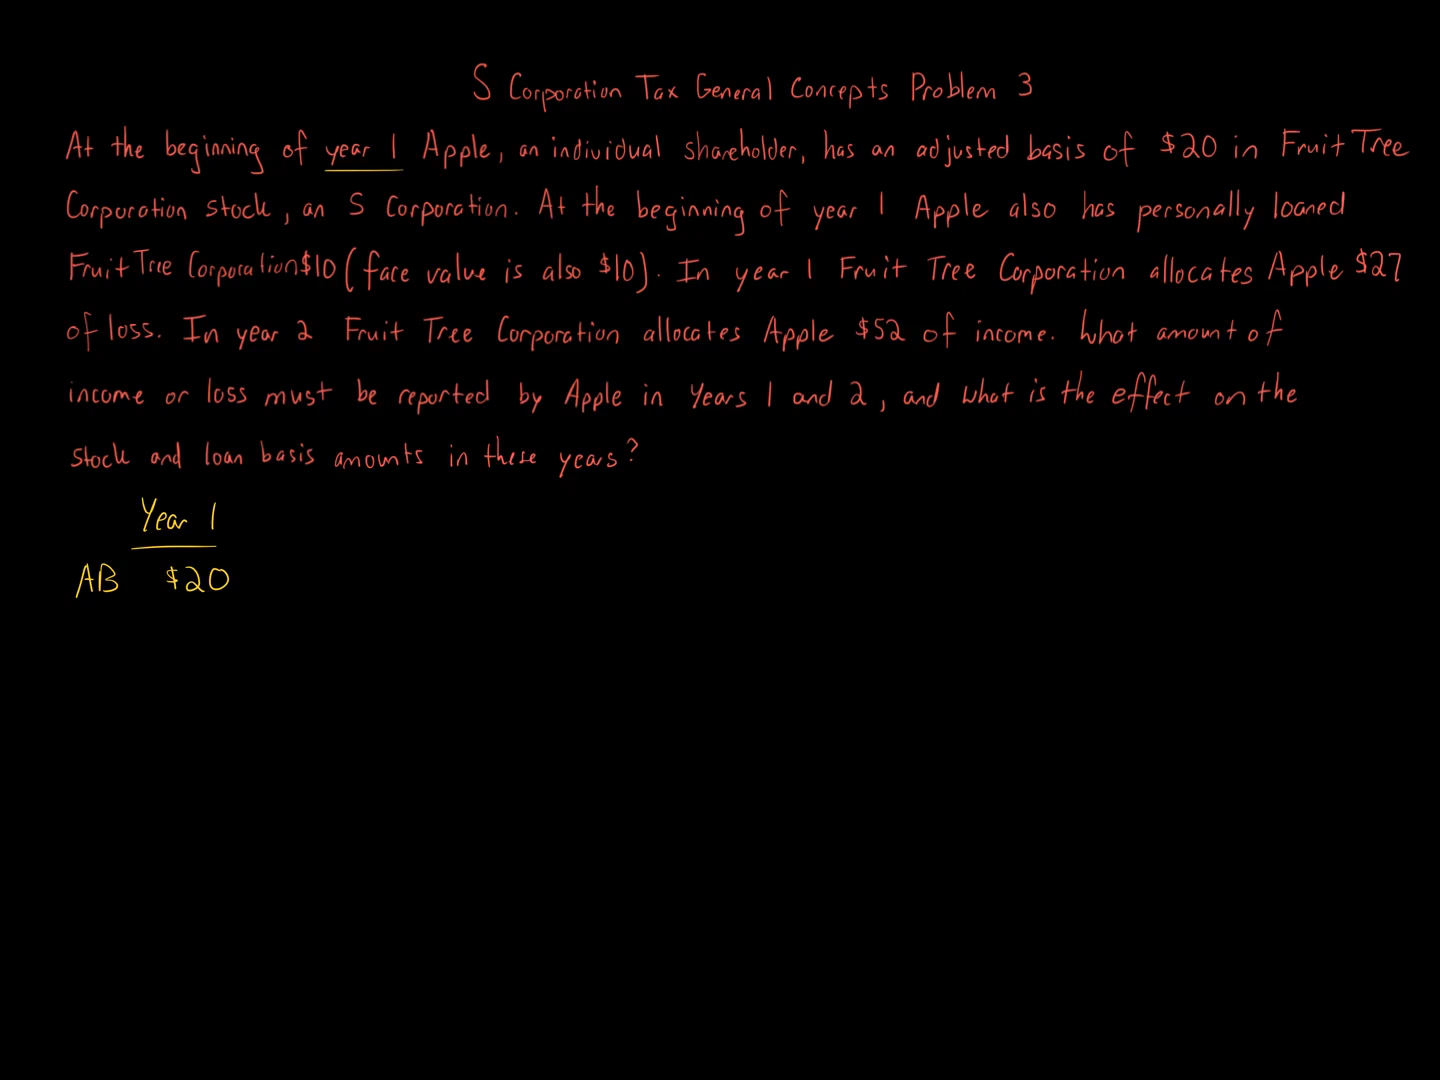 S Corporation Tax General Concepts Problem 3
At the beginning of year 1 Apple, an individual shareholder, has an adjusted basis of $20 in Fruit Tree
Corporation stock, an S Corporation. At the beginning of year 1 Apple also has personally loaned
Fruit Tree Corporation $10 (face value is also $10). In year 1 Fruit Tree Corporation allocates Apple $27
of loss. In year 2 Fruit Tree Corporation allocates Apple $52 of income. What amount of
income or loss must be reported by Apple in Years 1 and 2, and what is the effect on the
stock and loan basis amounts in these years?
Year 1
AB $20